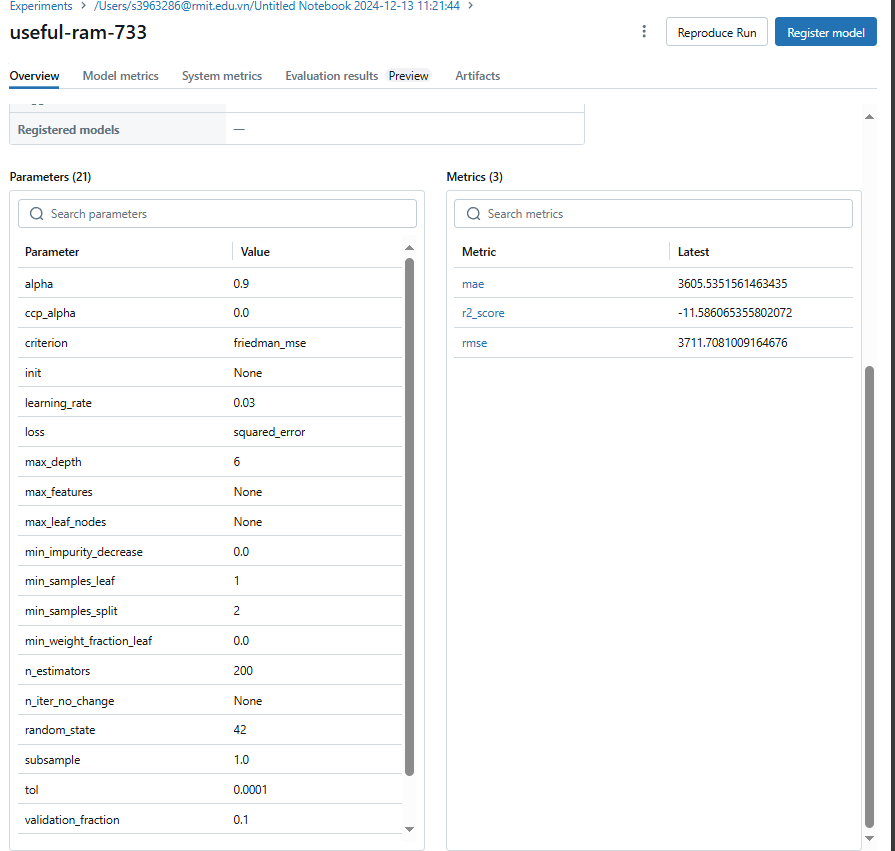 Experiments > /Users/s3963286@rmit.edu.vn/Untitled Notebook 2024-12-13 11:21:44 >
useful-ram-733
Reproduce Run
Register model
Overview Model metrics System metrics Evaluation results Preview Artifacts
Registered models —
Parameters (21)
Search parameters
Parameter Value
alpha 0.9
ccp_alpha 0.0
criterion friedman_mse
init None
learning_rate 0.03
loss squared_error
max_depth 6
max_features None
max_leaf_nodes None
min_impurity_decrease 0.0
min_samples_leaf 1
min_samples_split 2
min_weight_fraction_leaf 0.0
n_estimators 200
n_iter_no_change None
random_state 42
subsample 1.0
tol 0.0001
validation_fraction 0.1
Metrics (3)
Search metrics
Metric Latest
mae 3605.5351561463435
r2_score -11.586065355802072
rmse 3711.7081009164676